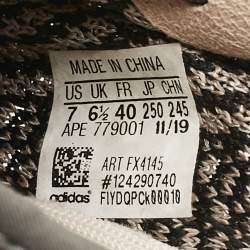 MADE IN CHINA
US UK FR JP CHN
7 6½ 40 250 245
APE 779001 11/19
ART FX4145
#124290740
adidas FIYDQPCk00010